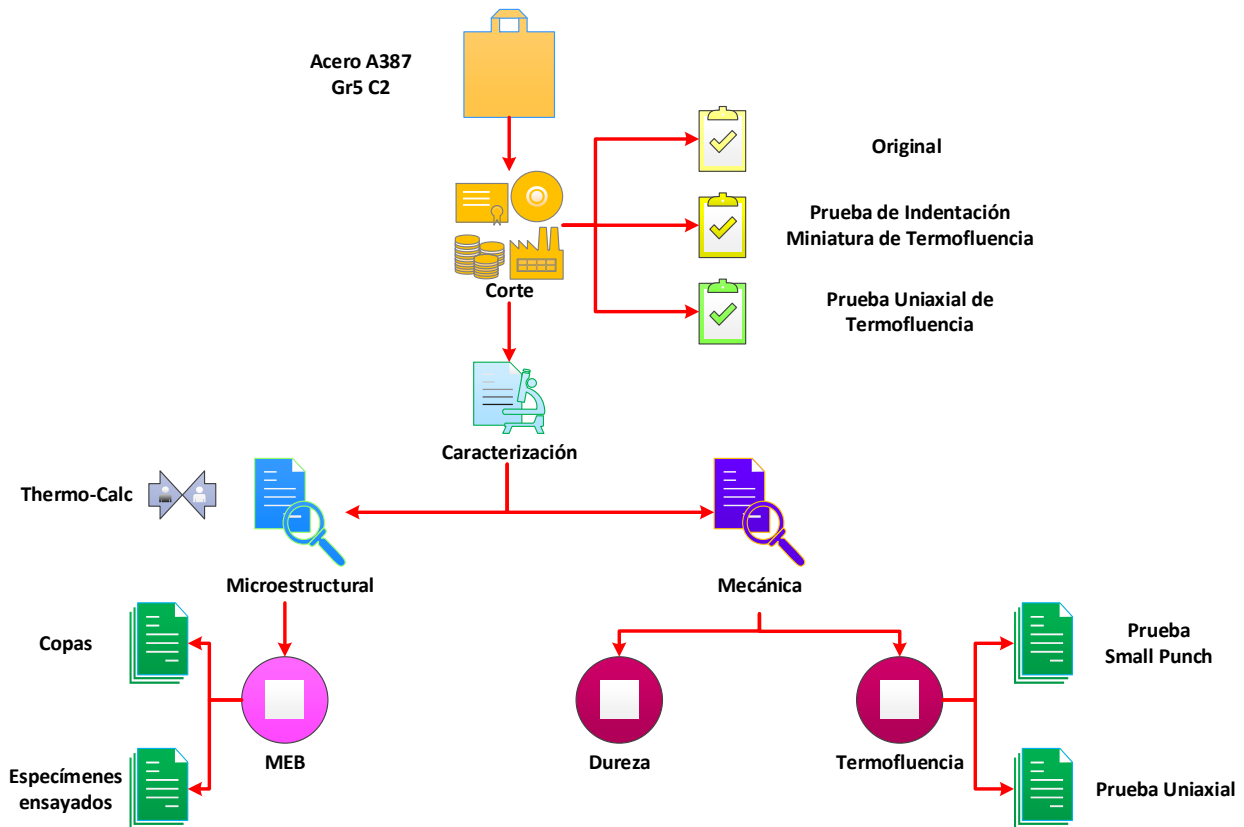 Acero A387
Gr5 C2
Original
Prueba de Indentación
Miniatura de Termofluencia
Corte
Prueba Uniaxial de
Termofluencia
Caracterización
Thermo-Calc
Microestructural
Mecánica
Copas
Prueba
Small Punch
Especímenes
ensayados
MEB
Dureza
Termofluencia
Prueba Uniaxial